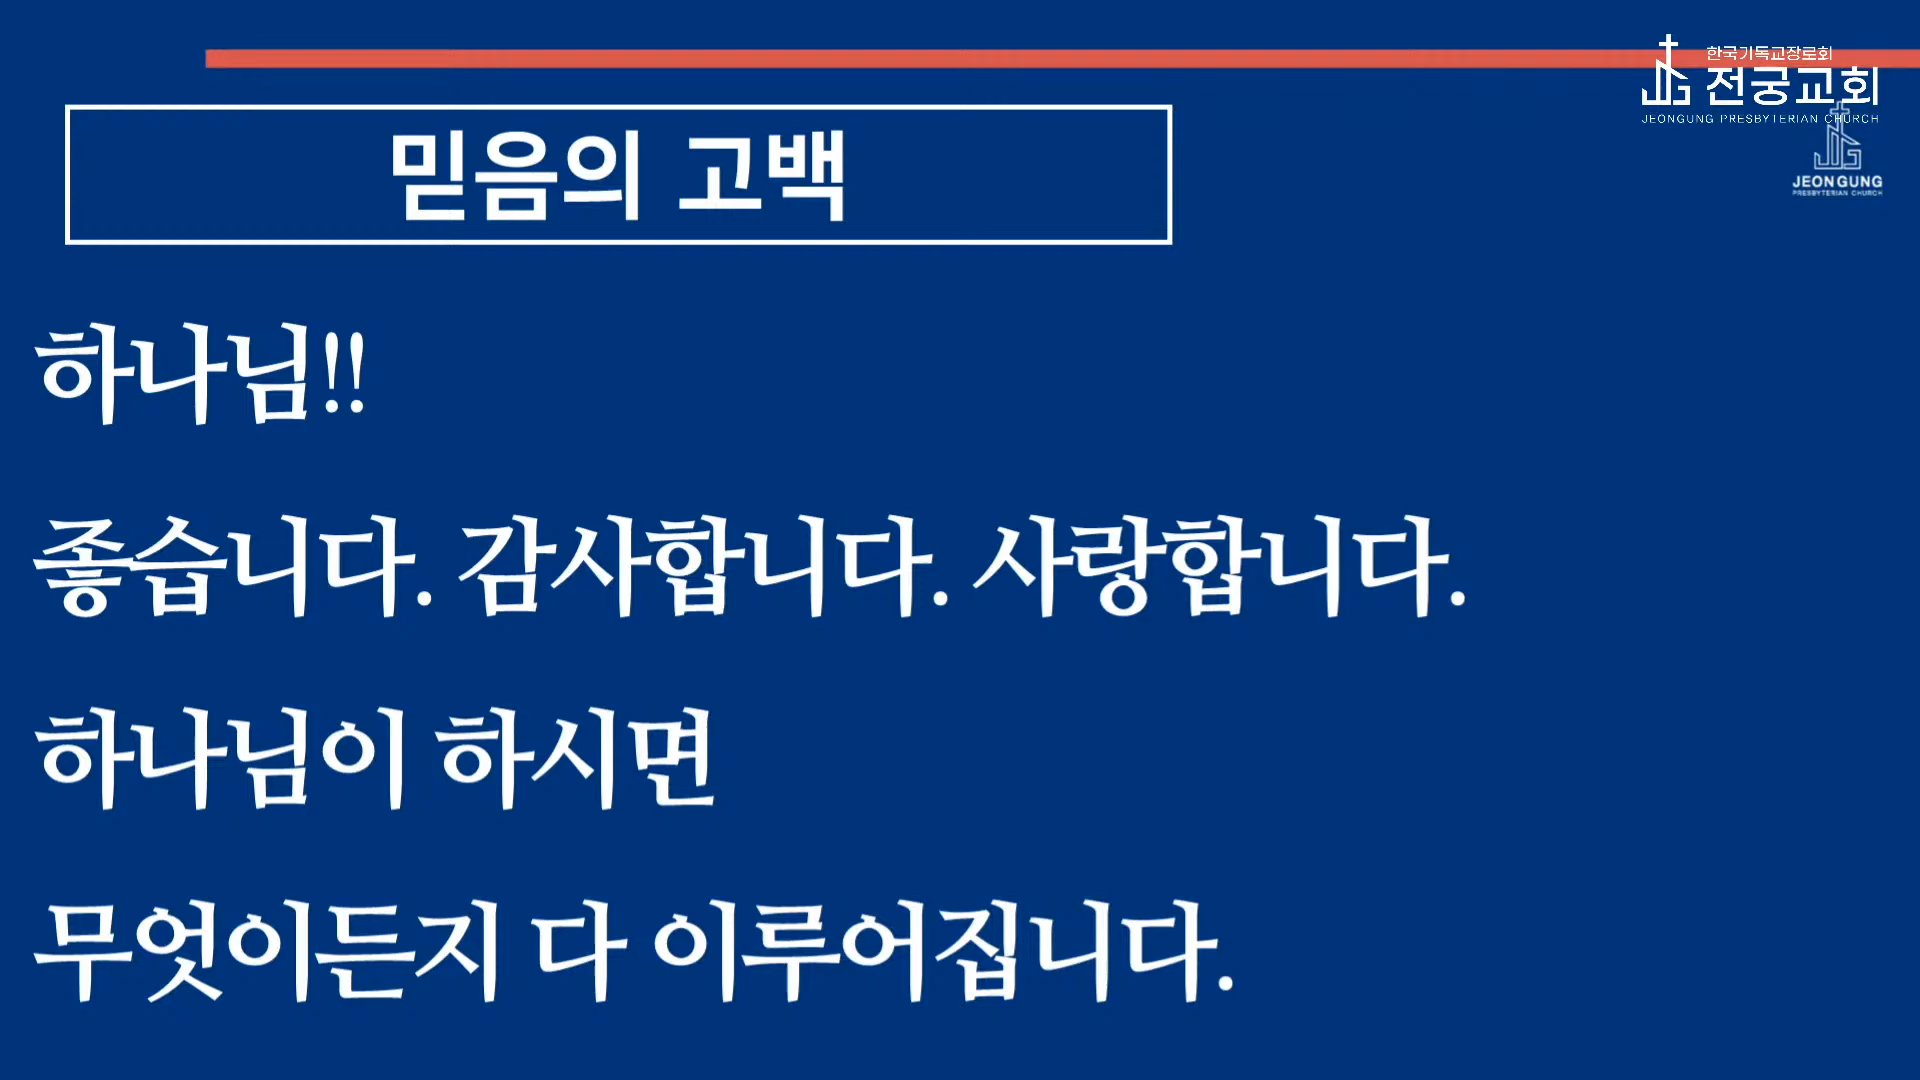 한국기독교장로회
전궁교회
JEONGUNG PRESBYTERIAN CHURCH
JEONGUNG
PRESBYTERIAN CHURCH
믿음의 고백
하나님!!
좋습니다. 감사합니다. 사랑합니다.
하나님이 하시면
무엇이든지 다 이루어집니다.